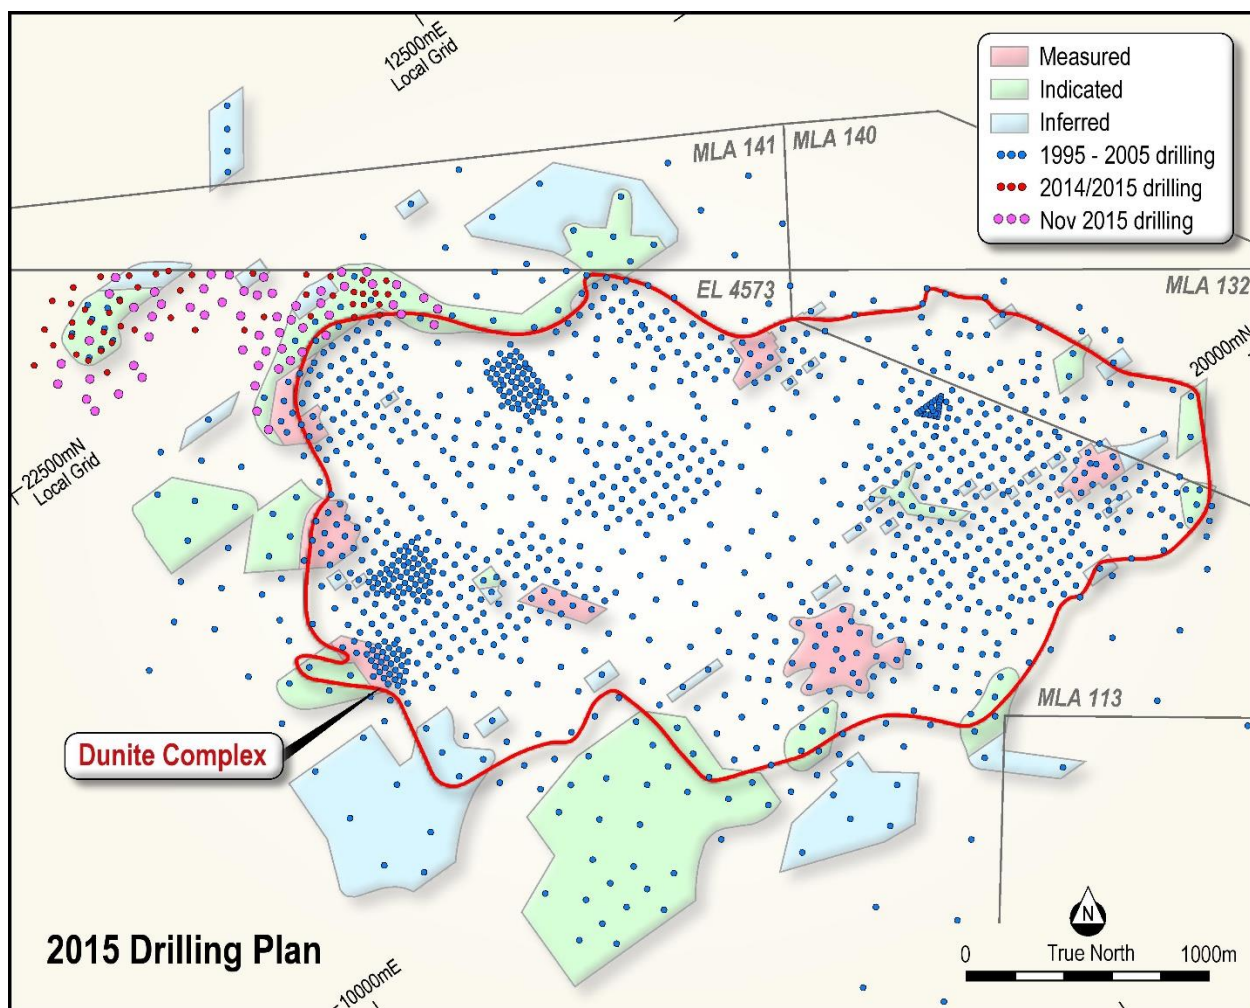 12500mE
Local Grid
Measured
Indicated
Inferred
1995 - 2005 drilling
2014/2015 drilling
Nov 2015 drilling
MLA 141
MLA 140
EL 4573
MLA 132
20000mN
22500mN
Local Grid
MLA 113
Dunite Complex
2015 Drilling Plan
10000mE
N
True North
0
1000m